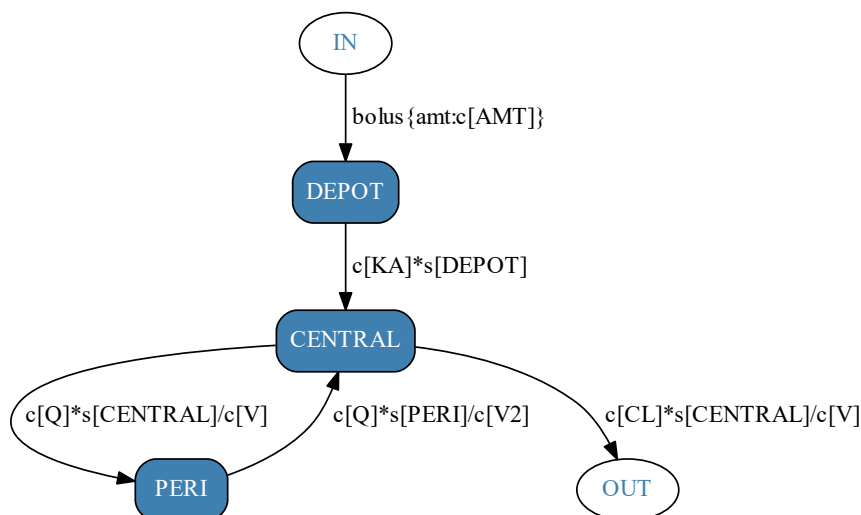 IN
bolus{amt:c[AMT]}
DEPOT
c[KA]*s[DEPOT]
CENTRAL
c[Q]*s[CENTRAL]/c[V]
c[Q]*s[PERI]/c[V2]
c[CL]*s[CENTRAL]/c[V]
PERI
OUT